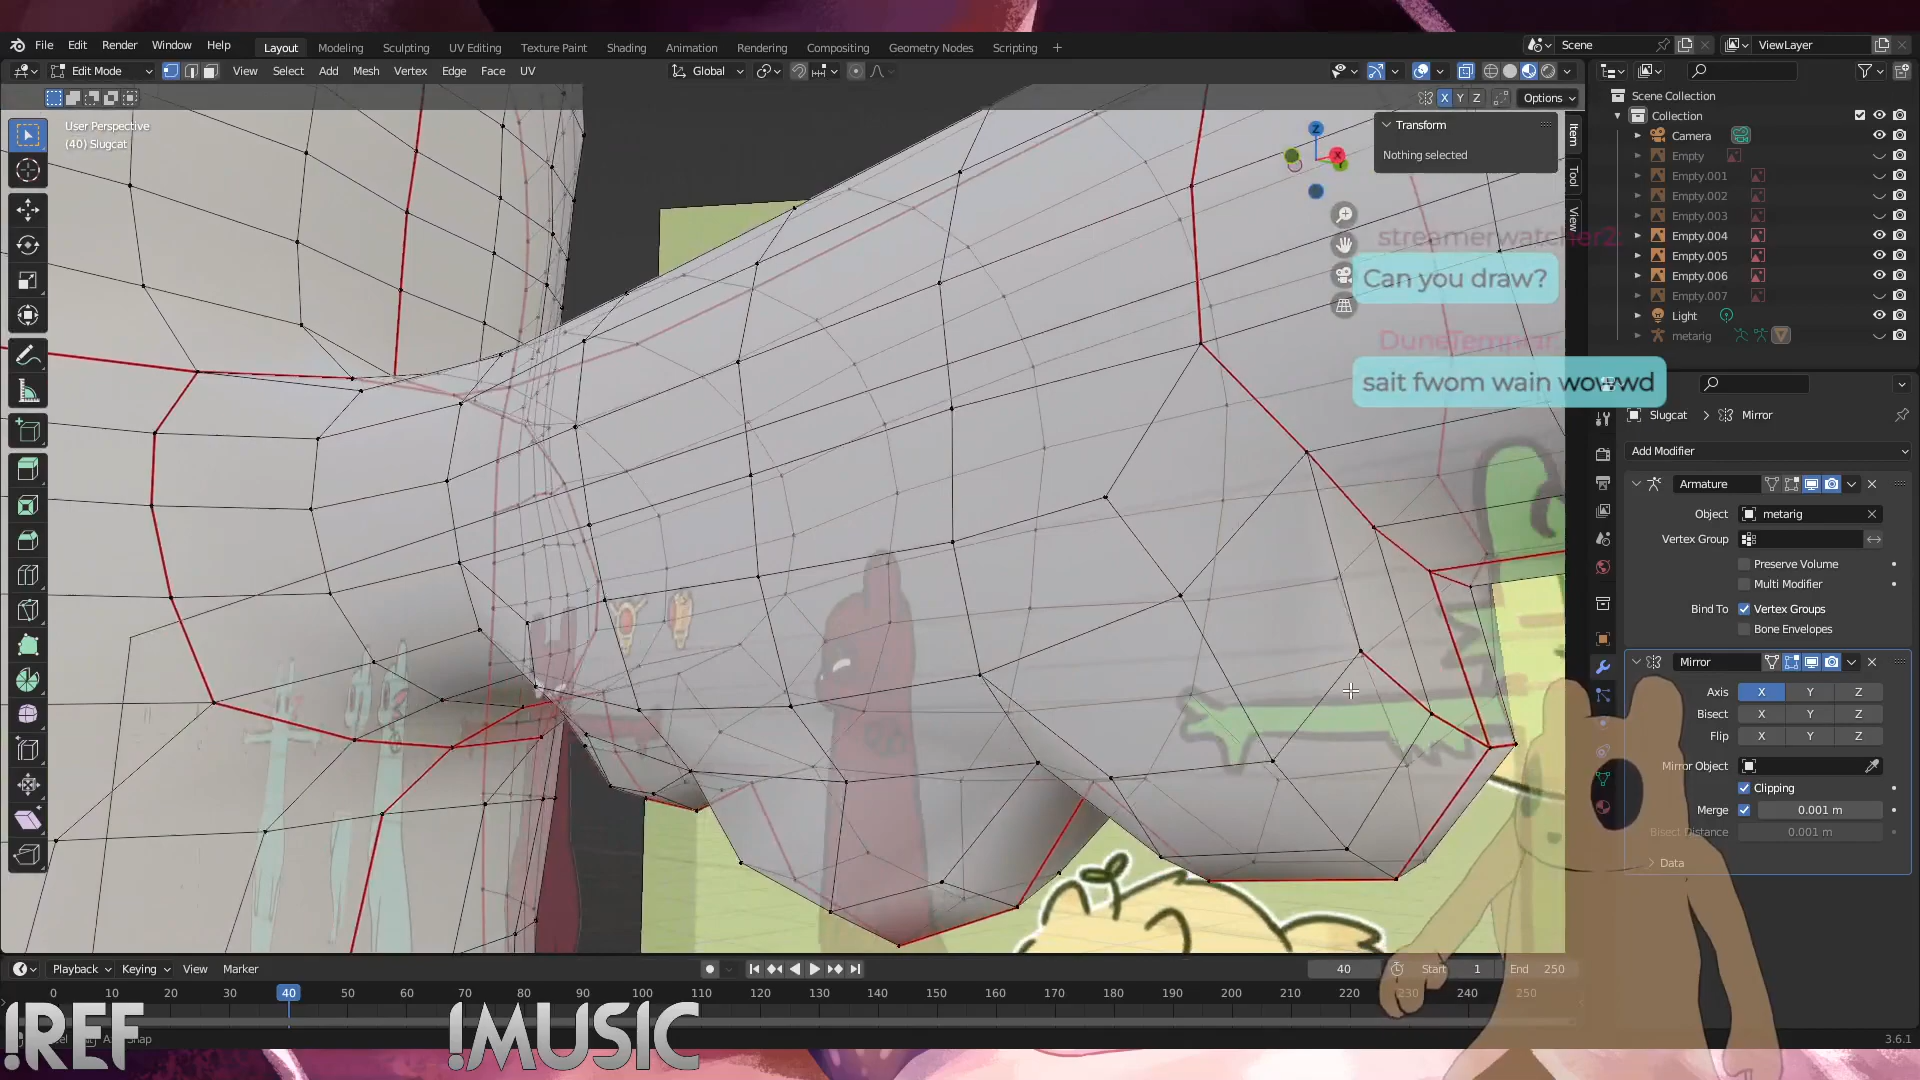 File Edit Render Window Help Layout Modeling Sculpting UV Editing Texture Paint Shading Animation Rendering Compositing Geometry Nodes Scripting + Scene ViewLayer
Edit Mode View Select Add Mesh Vertex Edge Face UV Global
X Y Z Options
User Perspective
(40) Slugcat
Transform
Nothing selected
Item
Tool
View
Z
X
Y
Scene Collection
Collection
Camera
Empty
Empty.001
Empty.002
Empty.003
Empty.004
Empty.005
Empty.006
Empty.007
Light
metarig
streamerwatcher2
Can you draw?
DuneTemplar
sait fwom wain wowwd
Slugcat > Mirror
Add Modifier
Armature
Object metarig
Vertex Group
Preserve Volume
Multi Modifier
Bind To Vertex Groups
Bone Envelopes
Mirror
Axis X Y Z
Bisect X Y Z
Flip X Y Z
Mirror Object
Clipping
Merge 0.001 m
Bisect Distance 0.001 m
Data
Playback Keying View Marker 40 Start 1 End 250
0 10 20 30 40 50 60 70 80 90 100 110 120 130 140 150 160 170 180 190 200 210 220 230 240 250
Snap
3.6.1
!REF !MUSIC